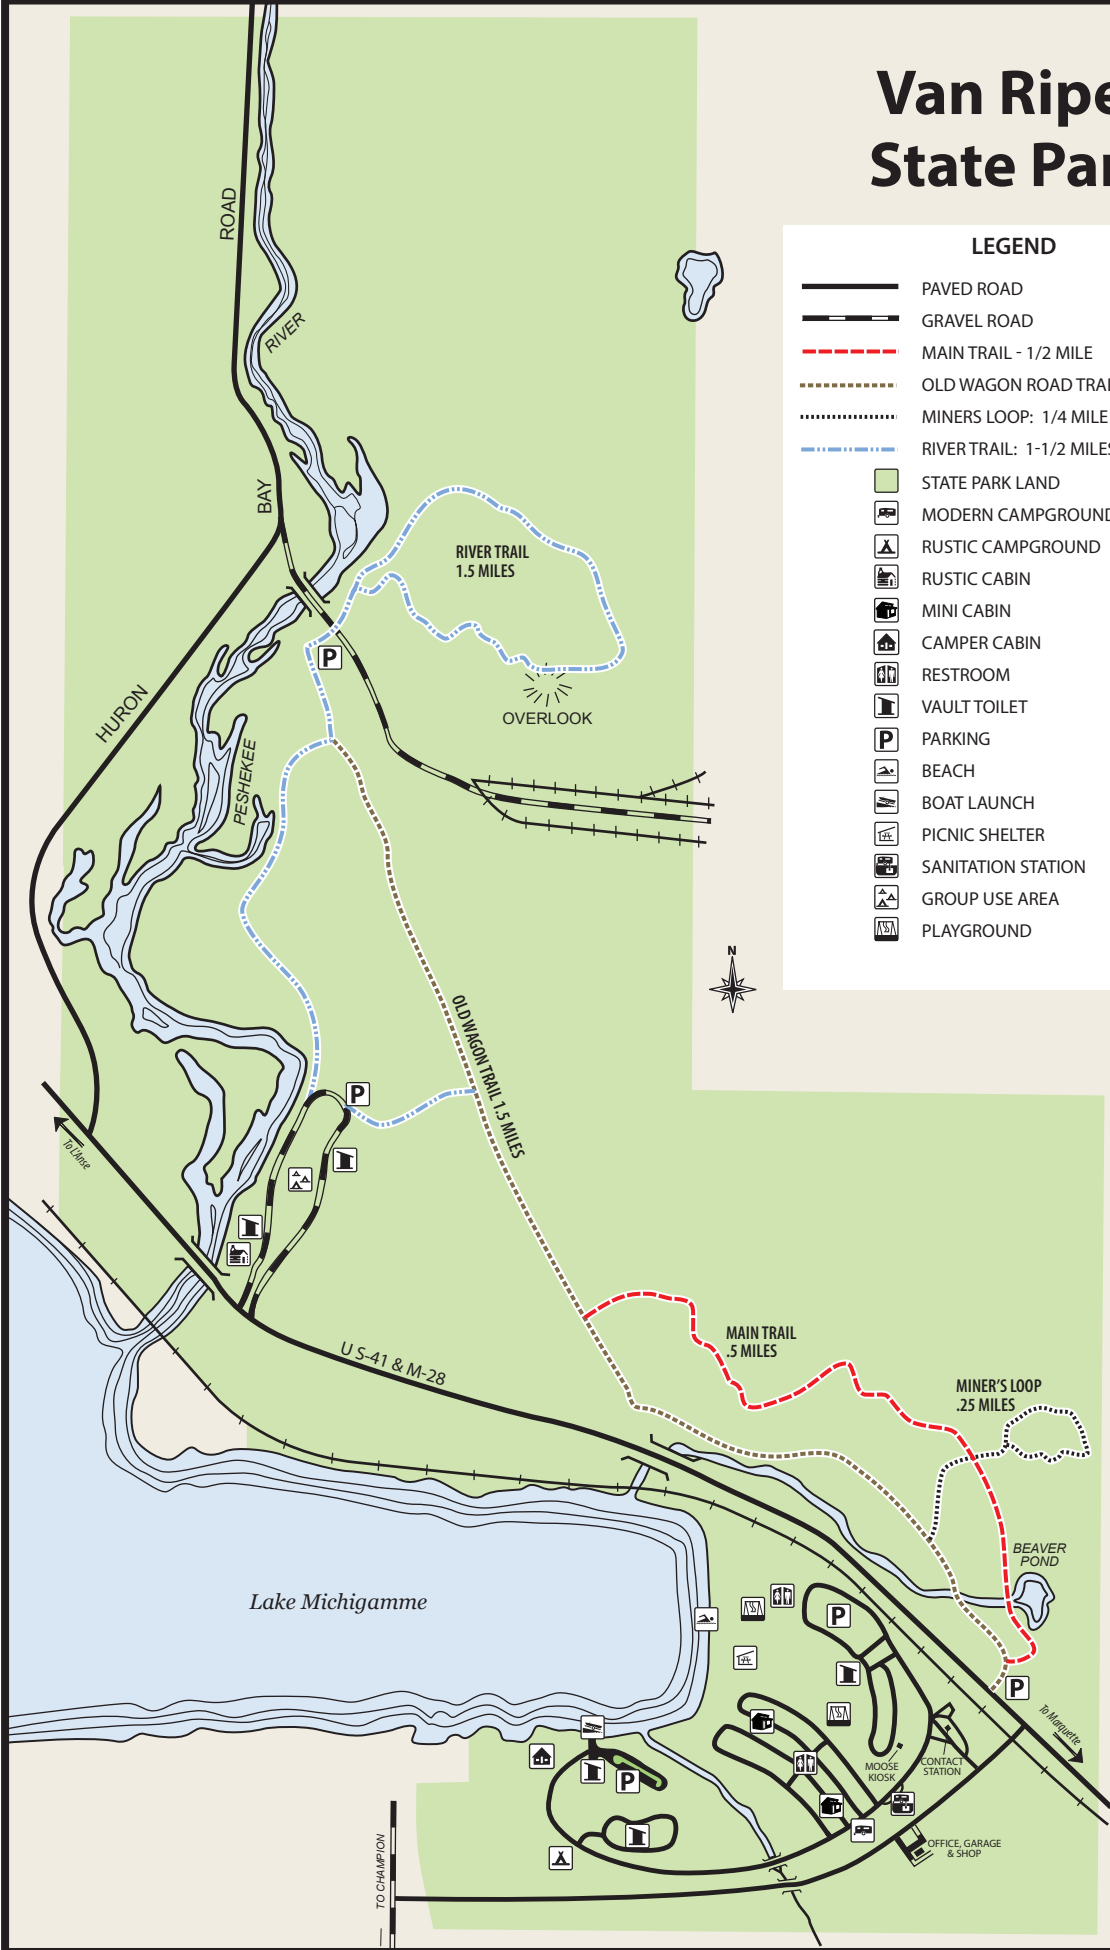 Van Ripe
State Par
LEGEND
PAVED ROAD
GRAVEL ROAD
MAIN TRAIL - 1/2 MILE
OLD WAGON ROAD TRAI
MINERS LOOP: 1/4 MILE
RIVER TRAIL: 1-1/2 MILES
STATE PARK LAND
MODERN CAMPGROUND
RUSTIC CAMPGROUND
RUSTIC CABIN
MINI CABIN
CAMPER CABIN
RESTROOM
VAULT TOILET
P PARKING
BEACH
BOAT LAUNCH
PICNIC SHELTER
SANITATION STATION
GROUP USE AREA
PLAYGROUND
ROAD
RIVER
BAY
RIVER TRAIL
1.5 MILES
P
OVERLOOK
HURON
PESHEKEE
N
OLD WAGON TRAIL 1.5 MILES
P
To L'Anse
U S-41 & M-28
MAIN TRAIL
.5 MILES
MINER'S LOOP
.25 MILES
BEAVER
POND
Lake Michigamme
P
P
To Marquette
MOOSE
KIOSK
CONTACT
STATION
P
OFFICE, GARAGE
& SHOP
TO CHAMPION